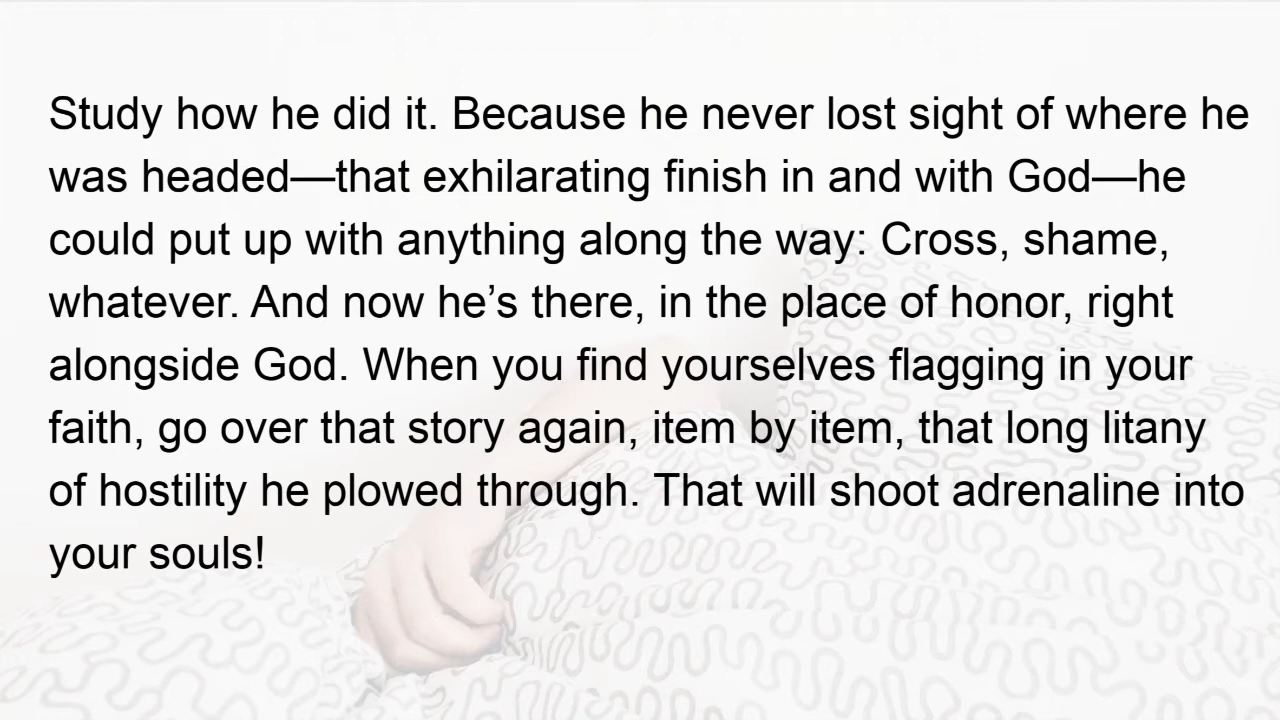 Study how he did it. Because he never lost sight of where he
was headed—that exhilarating finish in and with God—he
could put up with anything along the way: Cross, shame,
whatever. And now he’s there, in the place of honor, right
alongside God. When you find yourselves flagging in your
faith, go over that story again, item by item, that long litany
of hostility he plowed through. That will shoot adrenaline into
your souls!